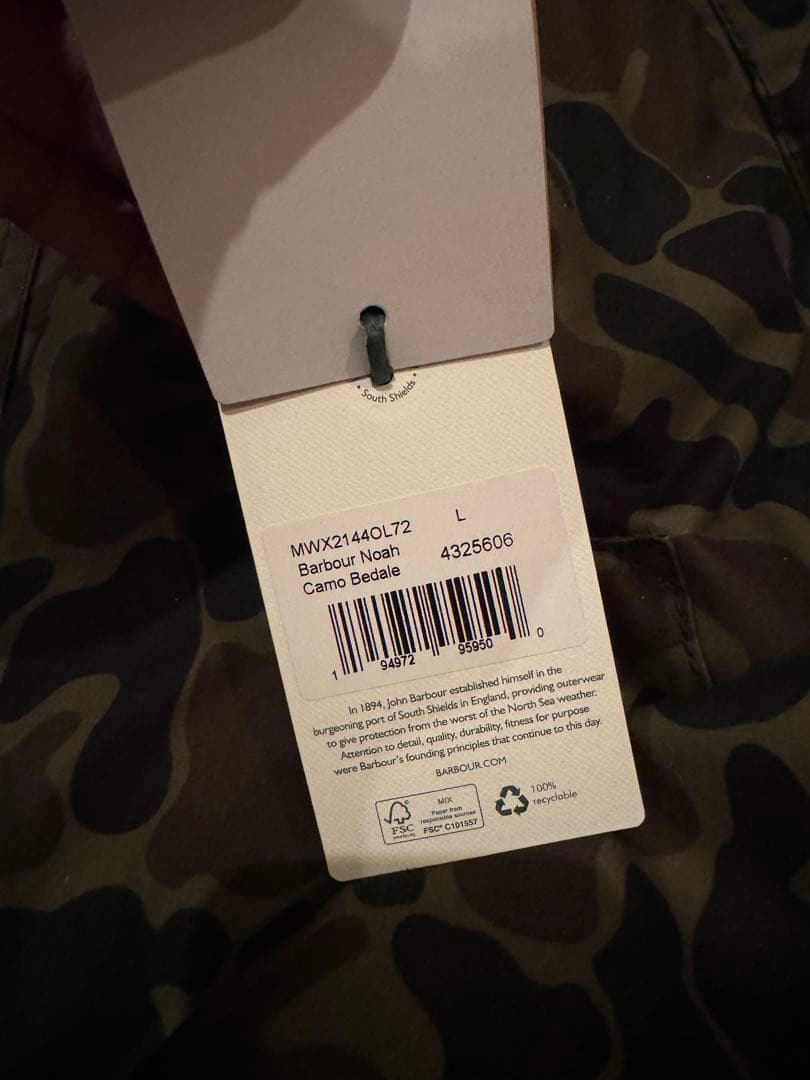 • South Shields •
MWX2144OL72 L
Barbour Noah 4325606
Camo Bedale
1 94972 95950 0
In 1894, John Barbour established himself in the
burgeoning port of South Shields in England, providing outerwear
to give protection from the worst of the North Sea weather.
Attention to detail, quality, durability, fitness for purpose
were Barbour's founding principles that continue to this day.
BARBOUR.COM
FSC
MIX
Paper from
responsible sources
FSC® C101557
100%
recyclable